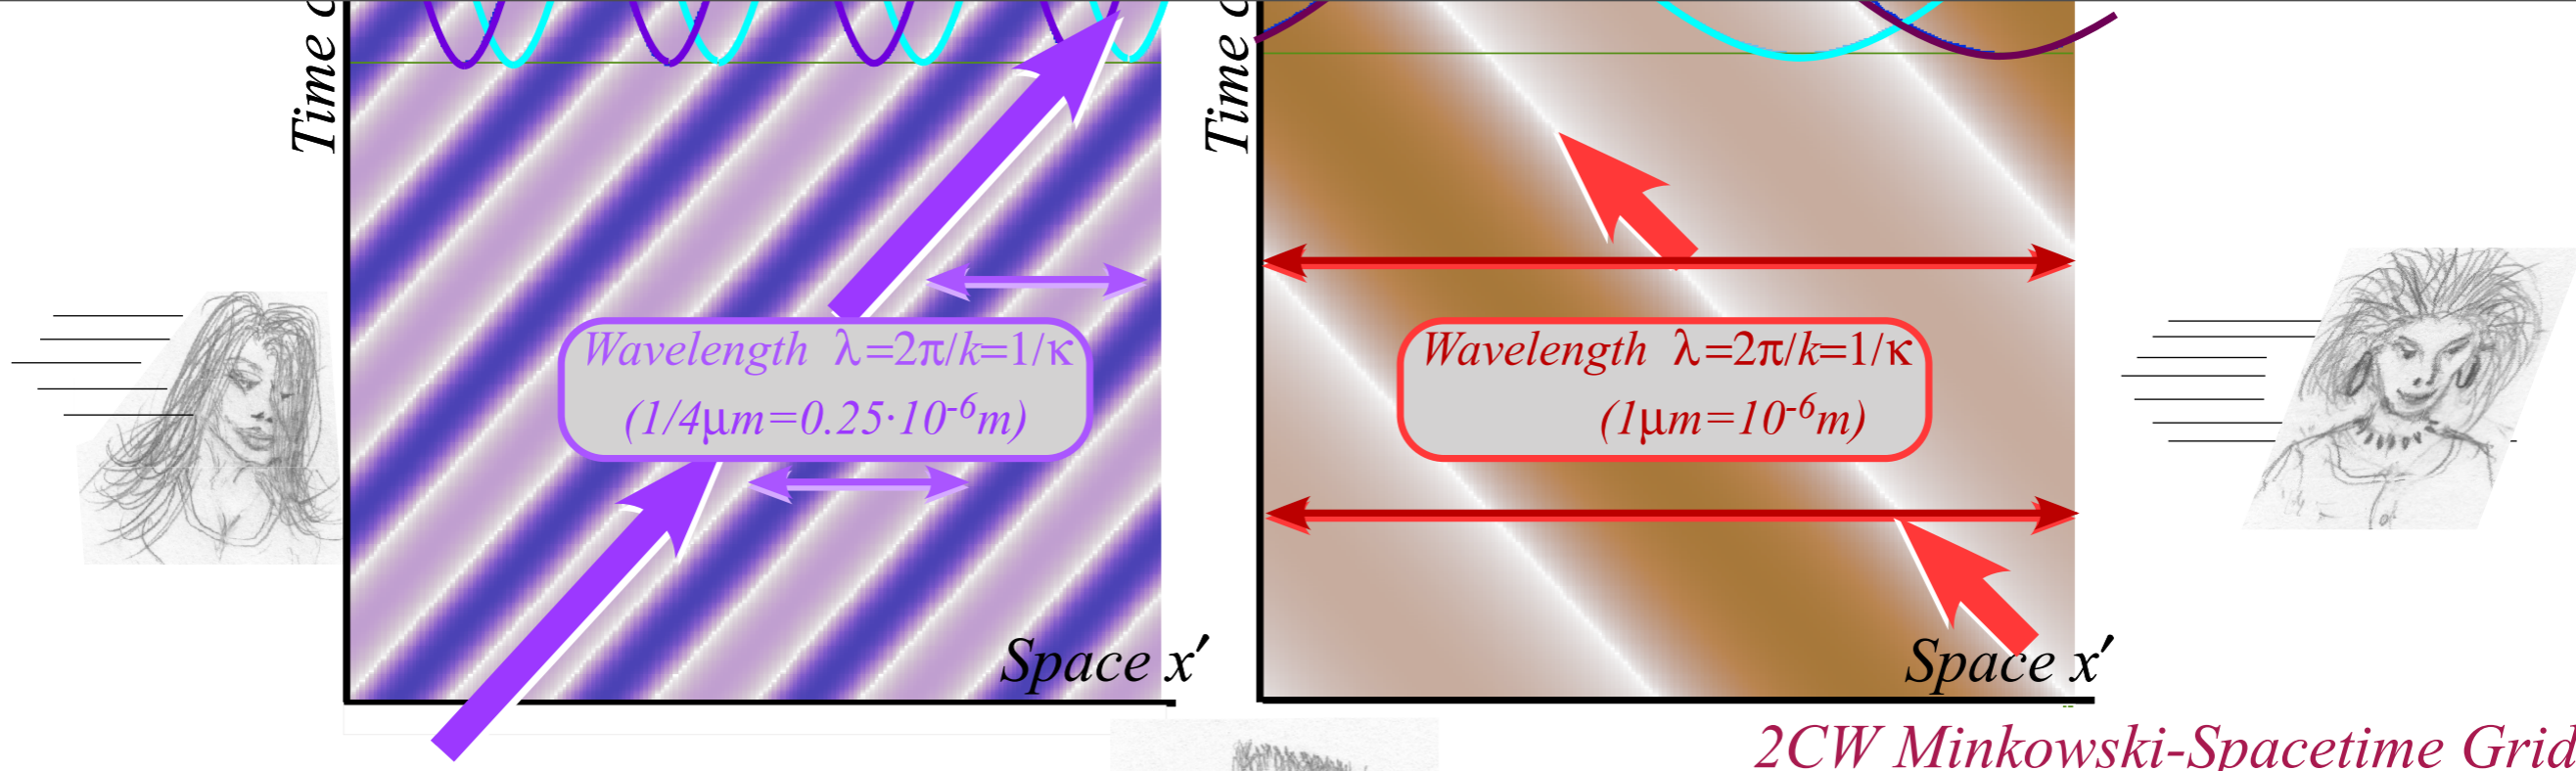 Time c
Wavelength λ=2π/k=1/κ
(1/4μm=0.25·10⁻⁶m)
Space x′
Time c
Wavelength λ=2π/k=1/κ
(1μm=10⁻⁶m)
Space x′
2CW Minkowski-Spacetime Grid